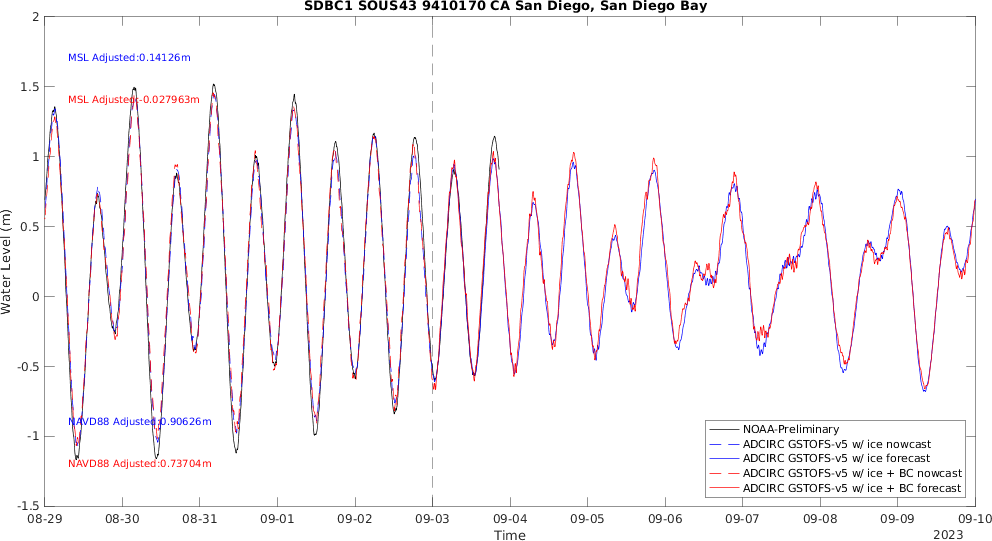 SDBC1 SOUS43 9410170 CA San Diego, San Diego Bay
Water Level (m)
2
1.5
1
0.5
0
-0.5
-1
-1.5
MSL Adjusted:0.14126m
MSL Adjusted:-0.027963m
NAVD88 Adjusted:0.90626m
NAVD88 Adjusted:0.73704m
NOAA-Preliminary
ADCIRC GSTOFS-v5 w/ ice nowcast
ADCIRC GSTOFS-v5 w/ ice forecast
ADCIRC GSTOFS-v5 w/ ice + BC nowcast
ADCIRC GSTOFS-v5 w/ ice + BC forecast
08-29 08-30 08-31 09-01 09-02 09-03 09-04 09-05 09-06 09-07 09-08 09-09 09-10
Time
2023